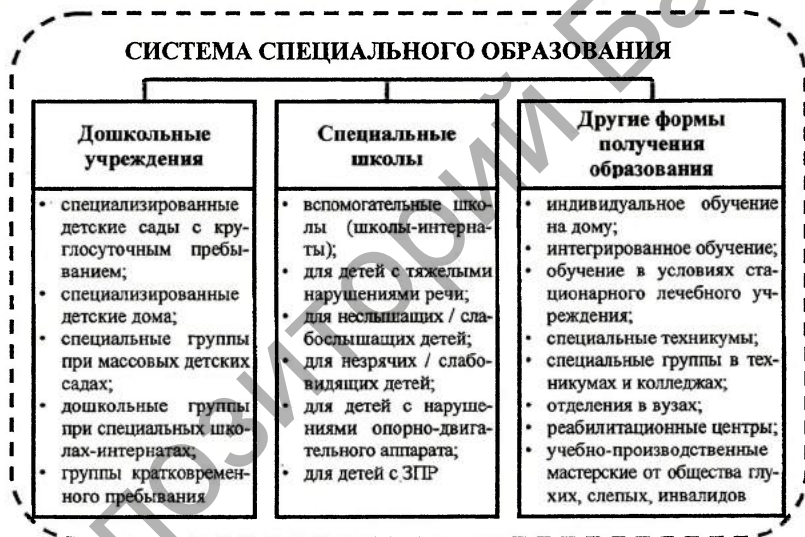 СИСТЕМА СПЕЦИАЛЬНОГО ОБРАЗОВАНИЯ
Дошкольные
учреждения
• специализированные
детские сады с кру-
глосуточным пребы-
ванием;
• специализированные
детские дома;
• специальные группы
при массовых детских
садах;
• дошкольные группы
при специальных шко-
лах-интернатах;
• группы кратковремен-
ного пребывания
Специальные
школы
• вспомогательные шко-
лы (школы-интерна-
ты);
• для детей с тяжелыми
нарушениями речи;
• для неслышащих / сла-
бослышащих детей;
• для незрячих / слабо-
видящих детей;
• для детей с наруше-
ниями опорно-двига-
тельного аппарата;
• для детей с ЗПР
Другие формы
получения
образования
• индивидуальное обучение
на дому;
• интегрированное обучение;
• обучение в условиях ста-
ционарного лечебного уч-
реждения;
• специальные техникумы;
• специальные группы в тех-
никумах и колледжах;
• отделения в вузах;
• реабилитационные центры;
• учебно-производственные
мастерские от общества глу-
хих, слепых, инвалидов